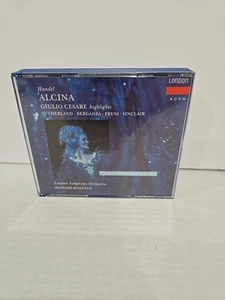 LONDON
Handel
ALCINA
GIULIO CESARE highlights
SUTHERLAND · BERGANZA · FRENI · SINCLAIR
ADRM
London Symphony Orchestra
RICHARD BONYNGE